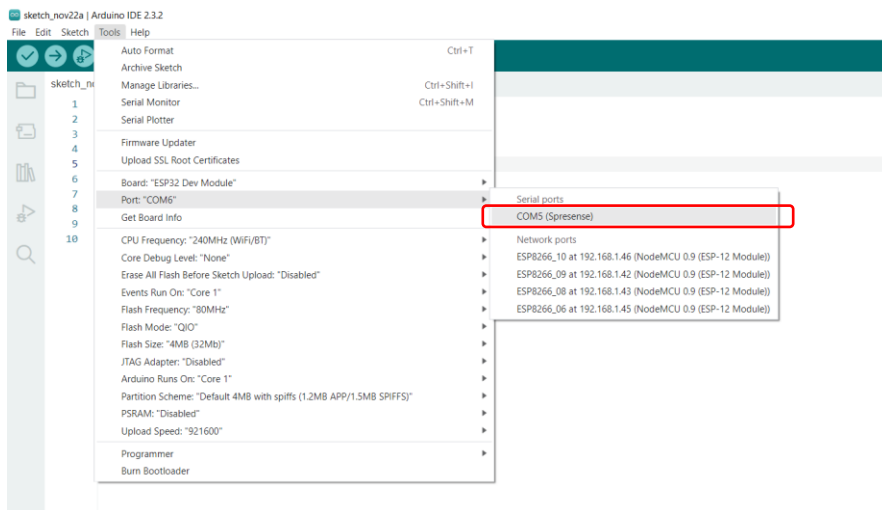 sketch_nov22a | Arduino IDE 2.3.2
File Edit Sketch Tools Help
sketch_no
Auto Format Ctrl+T
Archive Sketch
Manage Libraries... Ctrl+Shift+I
Serial Monitor Ctrl+Shift+M
Serial Plotter
Firmware Updater
Upload SSL Root Certificates
Board: "ESP32 Dev Module"
Port: "COM6"
Get Board Info
CPU Frequency: "240MHz (WiFi/BT)"
Core Debug Level: "None"
Erase All Flash Before Sketch Upload: "Disabled"
Events Run On: "Core 1"
Flash Frequency: "80MHz"
Flash Mode: "QIO"
Flash Size: "4MB (32Mb)"
JTAG Adapter: "Disabled"
Arduino Runs On: "Core 1"
Partition Scheme: "Default 4MB with spiffs (1.2MB APP/1.5MB SPIFFS)"
PSRAM: "Disabled"
Upload Speed: "921600"
Programmer
Burn Bootloader
Serial ports
COM5 (Spresense)
Network ports
ESP8266_10 at 192.168.1.46 (NodeMCU 0.9 (ESP-12 Module))
ESP8266_09 at 192.168.1.42 (NodeMCU 0.9 (ESP-12 Module))
ESP8266_08 at 192.168.1.43 (NodeMCU 0.9 (ESP-12 Module))
ESP8266_06 at 192.168.1.45 (NodeMCU 0.9 (ESP-12 Module))
1
2
3
4
5
6
7
8
9
10